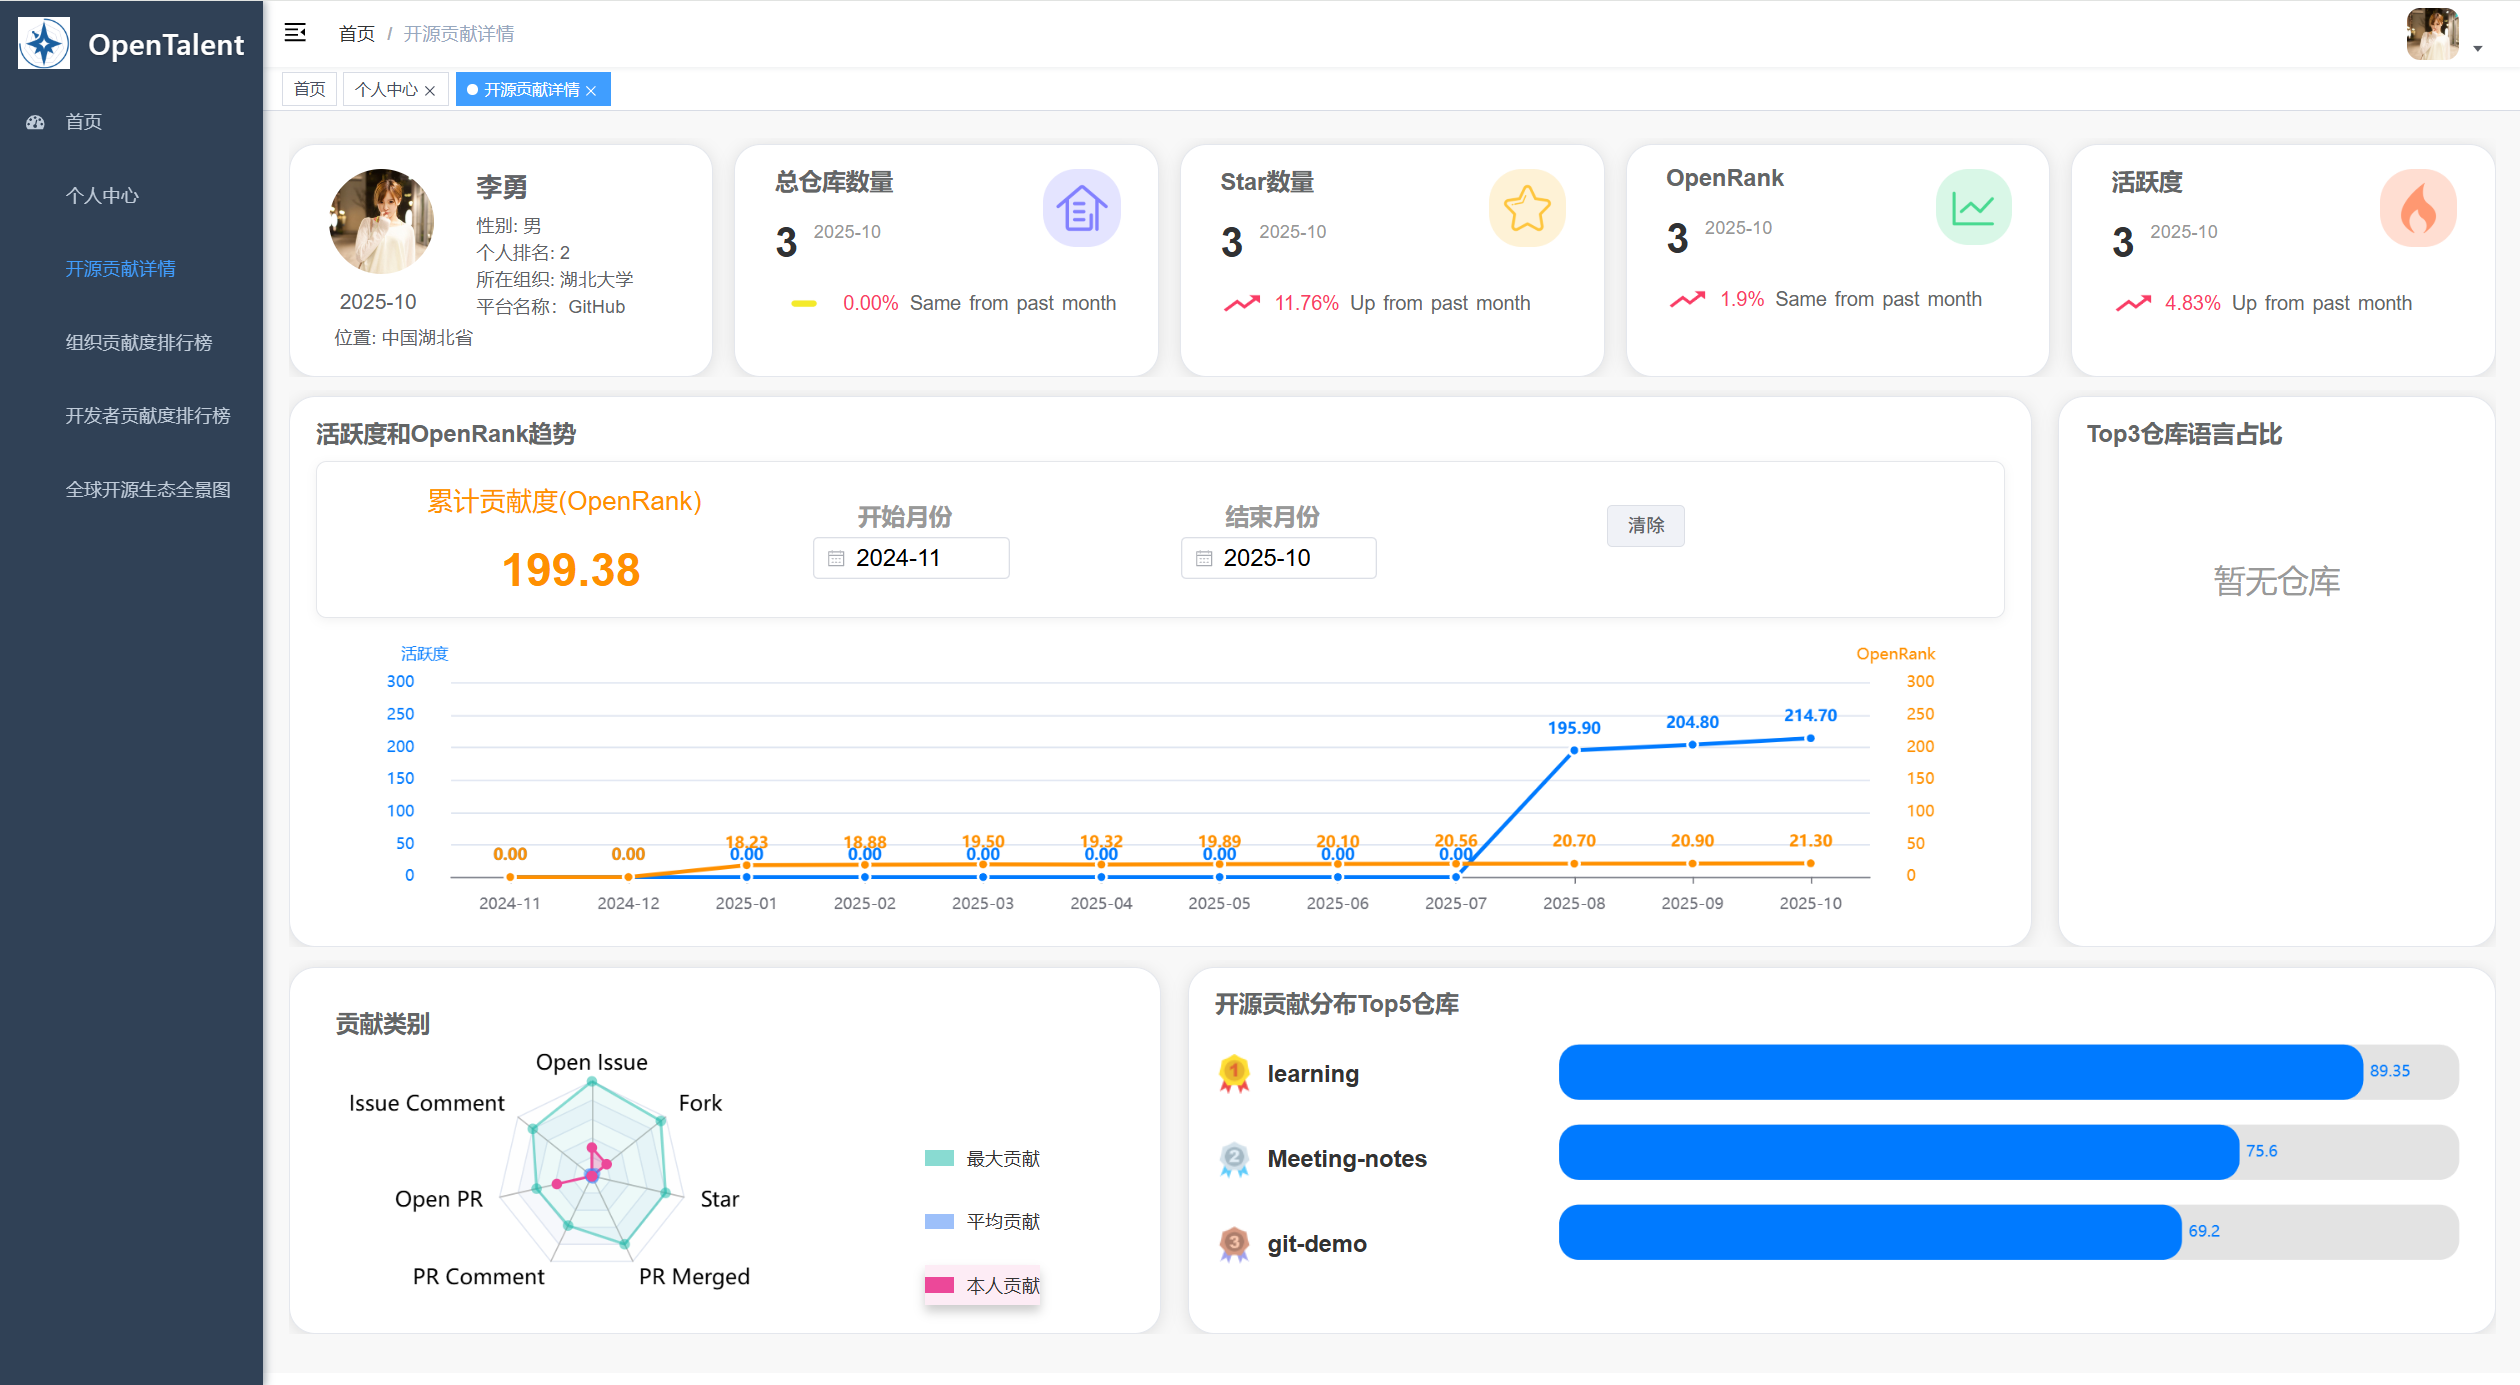 OpenTalent
首页
个人中心
开源贡献详情
组织贡献度排行榜
开发者贡献度排行榜
全球开源生态全景图
首页 / 开源贡献详情
首页
个人中心 ×
开源贡献详情 ×
李勇
性别: 男
个人排名: 2
所在组织: 湖北大学
平台名称: GitHub
2025-10
位置: 中国湖北省
总仓库数量
3 2025-10
0.00% Same from past month
Star数量
3 2025-10
11.76% Up from past month
OpenRank
3 2025-10
1.9% Same from past month
活跃度
3 2025-10
4.83% Up from past month
活跃度和OpenRank趋势
累计贡献度(OpenRank)
199.38
开始月份
2024-11
结束月份
2025-10
清除
活跃度
OpenRank
300
250
200
150
100
50
0
300
250
200
150
100
50
0
195.90 204.80 214.70
0.00 0.00 18.23 18.88 19.50 19.32 19.89 20.10 20.56 20.70 20.90 21.30
0.00 0.00 0.00 0.00 0.00 0.00 0.00
2024-11 2024-12 2025-01 2025-02 2025-03 2025-04 2025-05 2025-06 2025-07 2025-08 2025-09 2025-10
Top3仓库语言占比
暂无仓库
贡献类别
Open Issue
Issue Comment
Fork
Open PR
Star
PR Comment
PR Merged
最大贡献
平均贡献
本人贡献
开源贡献分布Top5仓库
1 learning 89.35
2 Meeting-notes 75.6
3 git-demo 69.2